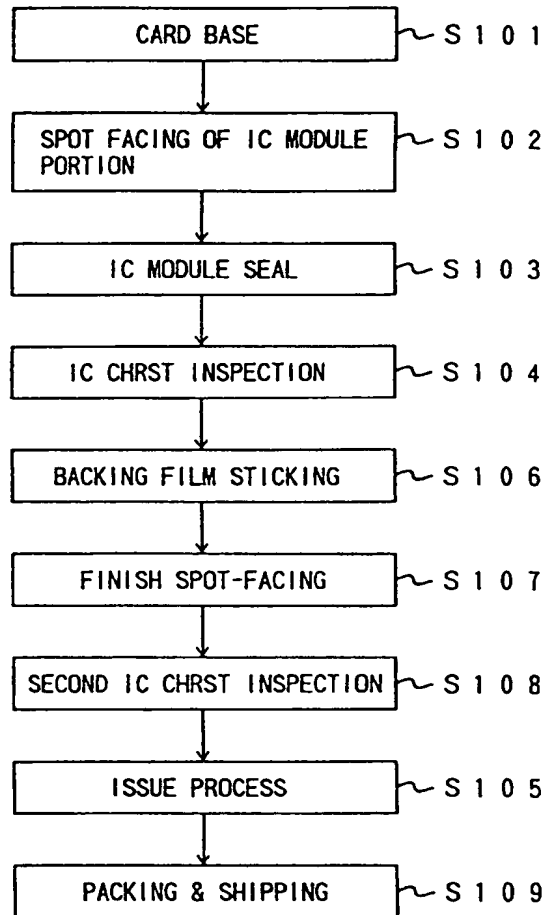 CARD BASE S101
SPOT FACING OF IC MODULE
PORTION S102
IC MODULE SEAL S103
IC CHRST INSPECTION S104
BACKING FILM STICKING S106
FINISH SPOT-FACING S107
SECOND IC CHRST INSPECTION S108
ISSUE PROCESS S105
PACKING & SHIPPING S109